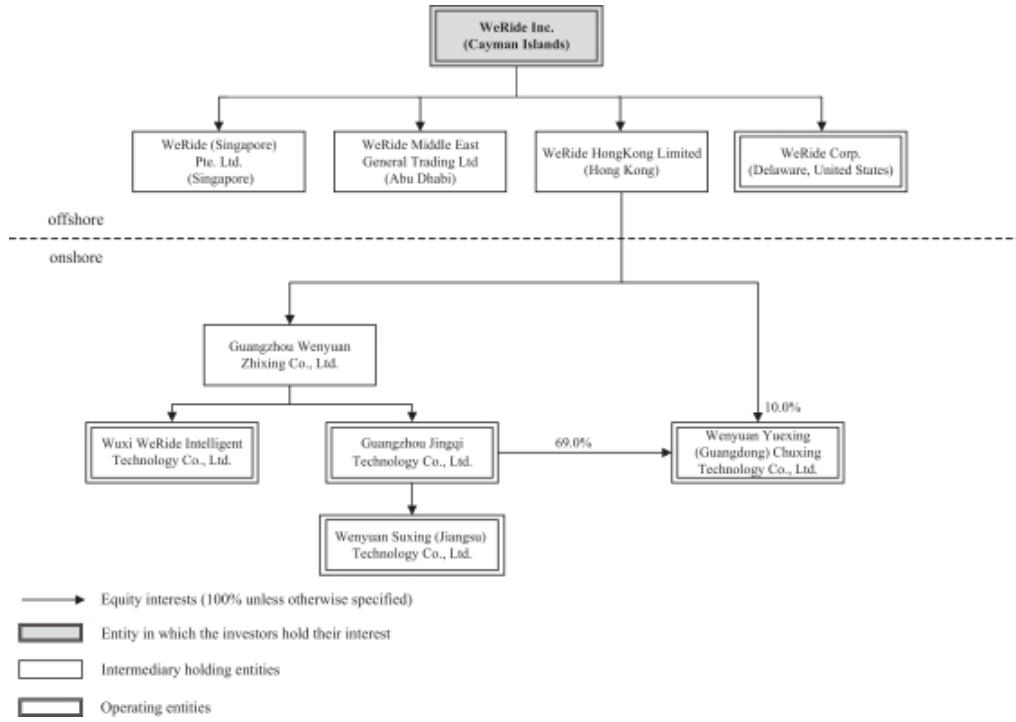 WeRide Inc.
(Cayman Islands)
WeRide (Singapore)
Pte. Ltd.
(Singapore)
WeRide Middle East
General Trading Ltd
(Abu Dhabi)
WeRide HongKong Limited
(Hong Kong)
WeRide Corp.
(Delaware, United States)
offshore
onshore
Guangzhou Wenyuan
Zhixing Co., Ltd.
10.0%
Wuxi WeRide Intelligent
Technology Co., Ltd.
Guangzhou Jingqi
Technology Co., Ltd.
69.0%
Wenyuan Yuexing
(Guangdong) Chuxing
Technology Co., Ltd.
Wenyuan Suxing (Jiangsu)
Technology Co., Ltd.
Equity interests (100% unless otherwise specified)
Entity in which the investors hold their interest
Intermediary holding entities
Operating entities